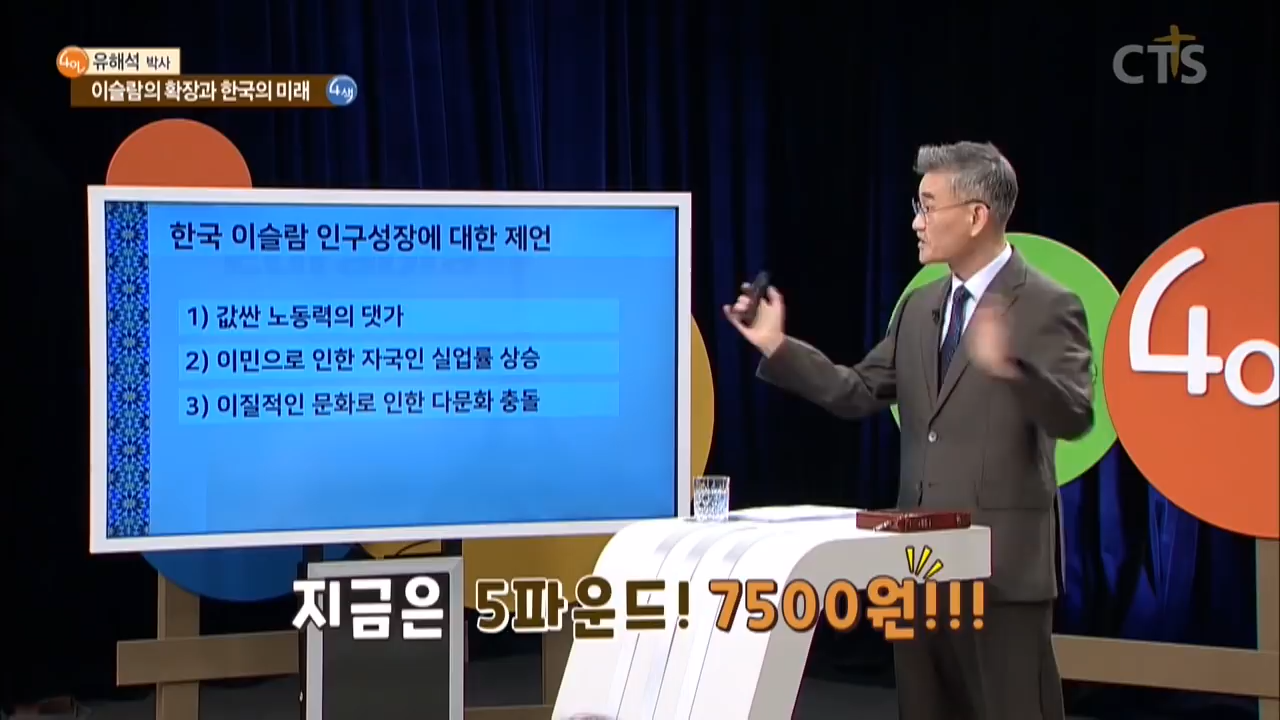 4인 유해석 박사
이슬람의 확장과 한국의 미래 4색
CTS
한국 이슬람 인구성장에 대한 제언
1) 값싼 노동력의 댓가
2) 이민으로 인한 자국인 실업률 상승
3) 이질적인 문화로 인한 다문화 충돌
4인
지금은 5파운드! 7500원!!!